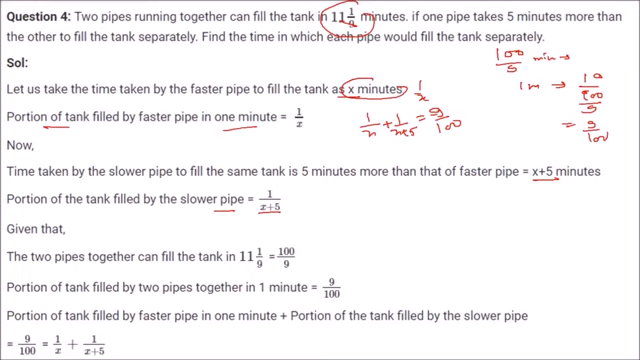 Question 4: Two pipes running together can fill the tank in 11 1/9 minutes. if one pipe takes 5 minutes more than
the other to fill the tank separately. Find the time in which each pipe would fill the tank separately.
100/9 min →
Sol:
Let us take the time taken by the faster pipe to fill the tank as x minutes
1/x
1m →
100/9
Portion of tank filled by faster pipe in one minute = 1/x
1/x + 1/x+5 = 9/100
= 9/100
Now,
Time taken by the slower pipe to fill the same tank is 5 minutes more than that of faster pipe = x+5 minutes
Portion of the tank filled by the slower pipe = 1/x+5
Given that,
The two pipes together can fill the tank in 11 1/9 = 100/9
Portion of tank filled by two pipes together in 1 minute = 9/100
Portion of tank filled by faster pipe in one minute + Portion of the tank filled by the slower pipe
= 9/100 = 1/x + 1/x+5